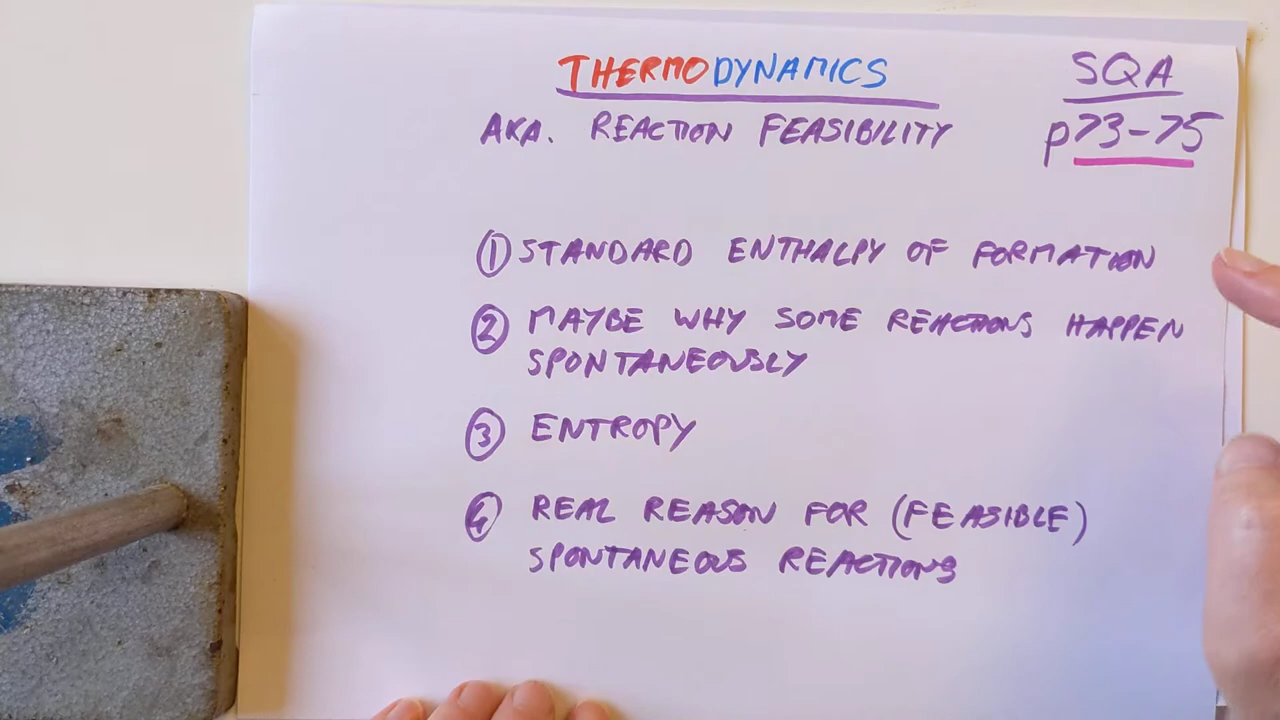 THERMODYNAMICS
SQA
AKA. REACTION FEASIBILITY
p73-75
① STANDARD ENTHALPY OF FORMATION
② MAYBE WHY SOME REACTIONS HAPPEN
SPONTANEOUSLY
③ ENTROPY
④ REAL REASON FOR (FEASIBLE)
SPONTANEOUS REACTIONS